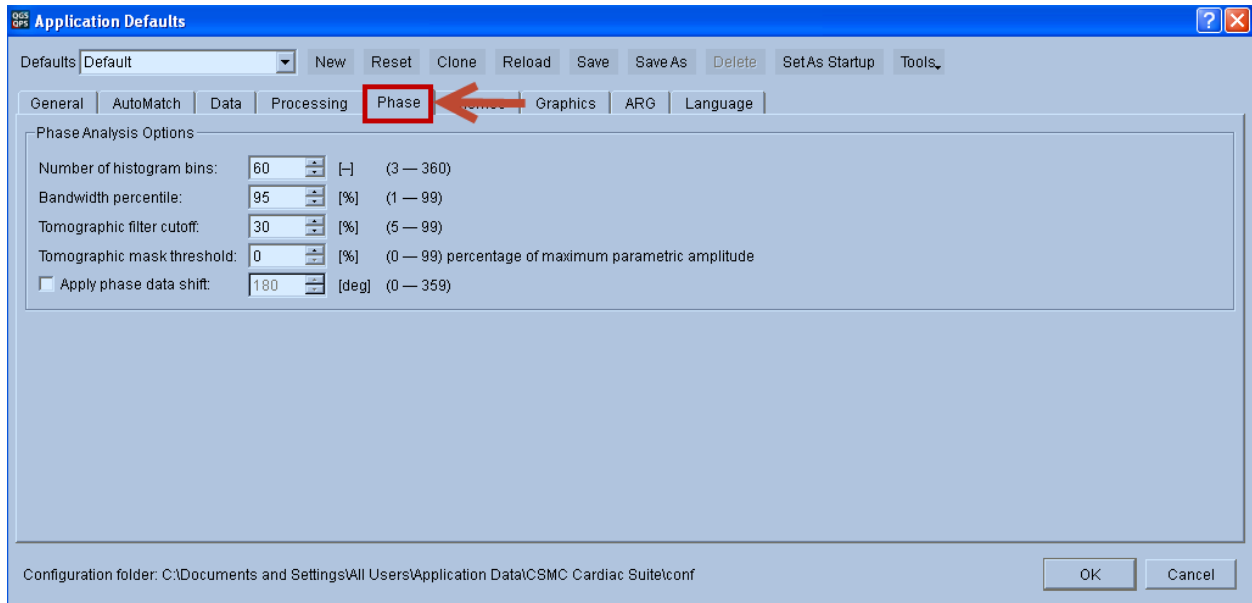 QGS QPS Application Defaults
Defaults Default New Reset Clone Reload Save Save As Delete Set As Startup Tools
General AutoMatch Data Processing Phase Graphics ARG Language
Phase Analysis Options
Number of histogram bins: 60 [–] (3 — 360)
Bandwidth percentile: 95 [%] (1 — 99)
Tomographic filter cutoff: 30 [%] (5 — 99)
Tomographic mask threshold: 0 [%] (0 — 99) percentage of maximum parametric amplitude
Apply phase data shift: 180 [deg] (0 — 359)
Configuration folder: C:\Documents and Settings\All Users\Application Data\CSMC Cardiac Suite\conf OK Cancel